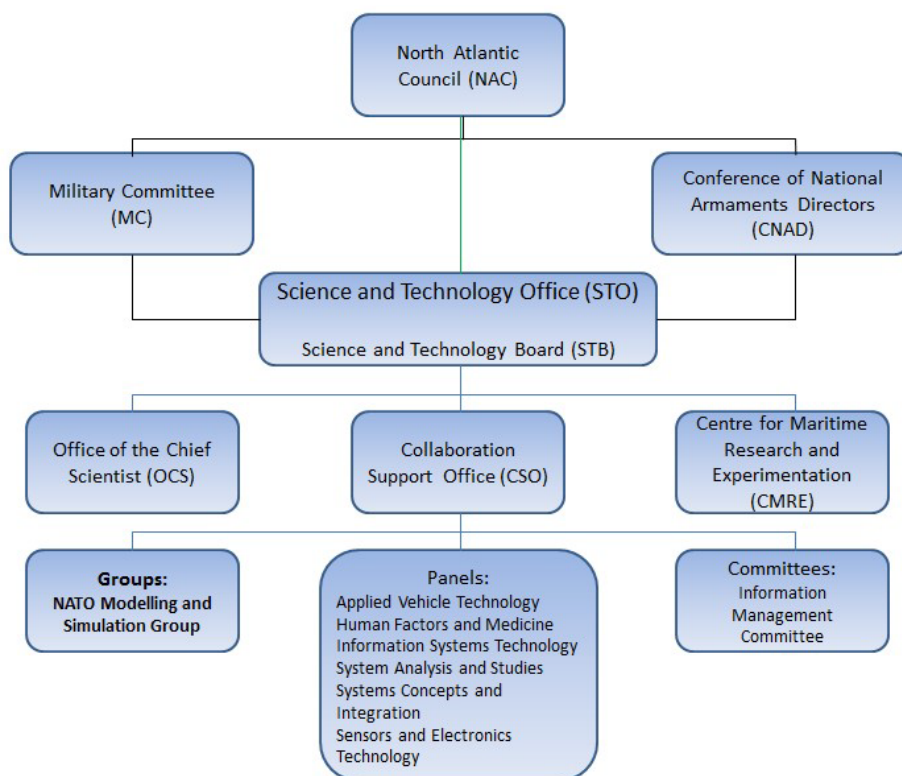 North Atlantic
Council (NAC)
Military Committee
(MC)
Conference of National
Armaments Directors
(CNAD)
Science and Technology Office (STO)
Science and Technology Board (STB)
Office of the Chief
Scientist (OCS)
Collaboration
Support Office (CSO)
Centre for Maritime
Research and
Experimentation
(CMRE)
Groups:
NATO Modelling and
Simulation Group
Panels:
Applied Vehicle Technology
Human Factors and Medicine
Information Systems Technology
System Analysis and Studies
Systems Concepts and
Integration
Sensors and Electronics
Technology
Committees:
Information
Management
Committee